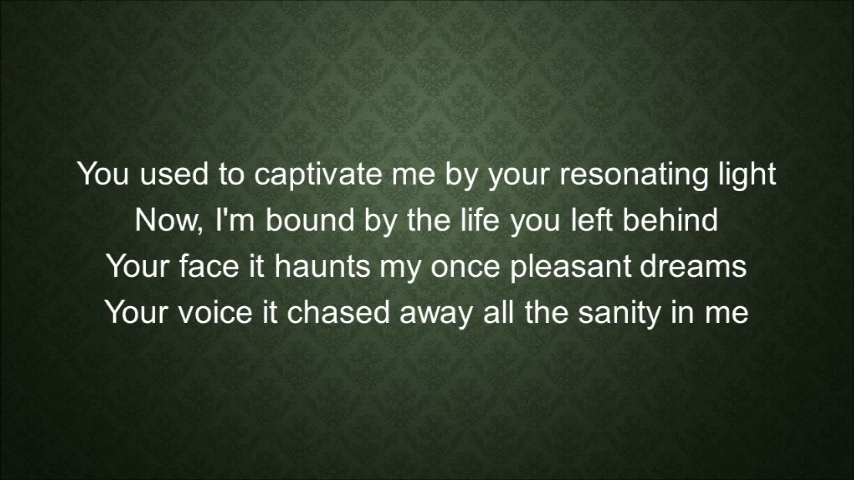 You used to captivate me by your resonating light
Now, I'm bound by the life you left behind
Your face it haunts my once pleasant dreams
Your voice it chased away all the sanity in me